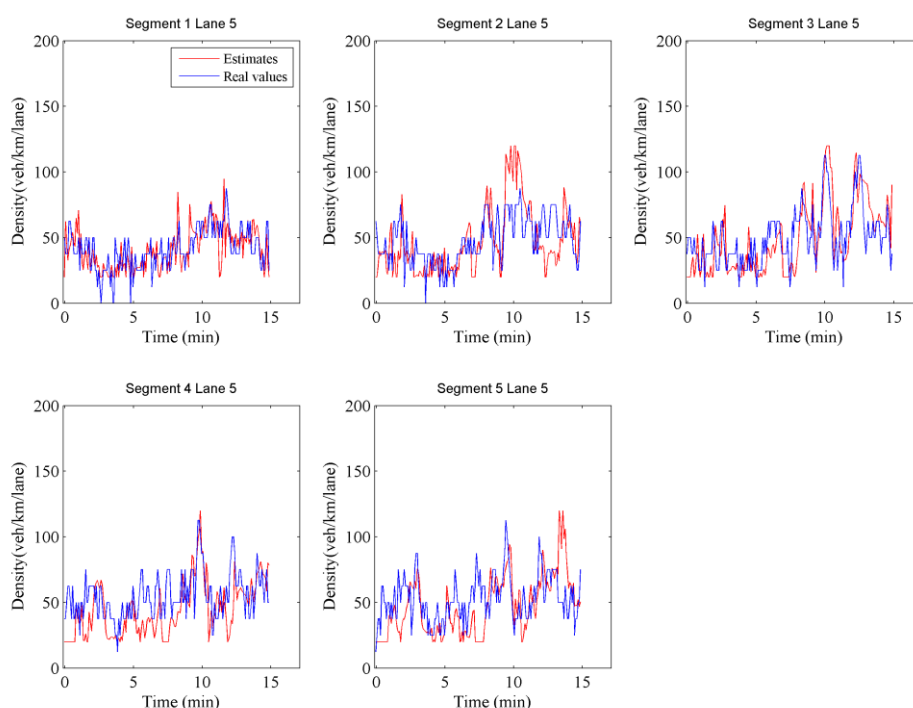 Segment 1 Lane 5
Segment 2 Lane 5
Segment 3 Lane 5
200
150
100
50
0
Density(veh/km/lane)
Estimates
Real values
0 5 10 15
Time (min)
200
150
100
50
0
Density(veh/km/lane)
0 5 10 15
Time (min)
200
150
100
50
0
Density(veh/km/lane)
0 5 10 15
Time (min)
Segment 4 Lane 5
Segment 5 Lane 5
200
150
100
50
0
Density(veh/km/lane)
0 5 10 15
Time (min)
200
150
100
50
0
Density(veh/km/lane)
0 5 10 15
Time (min)